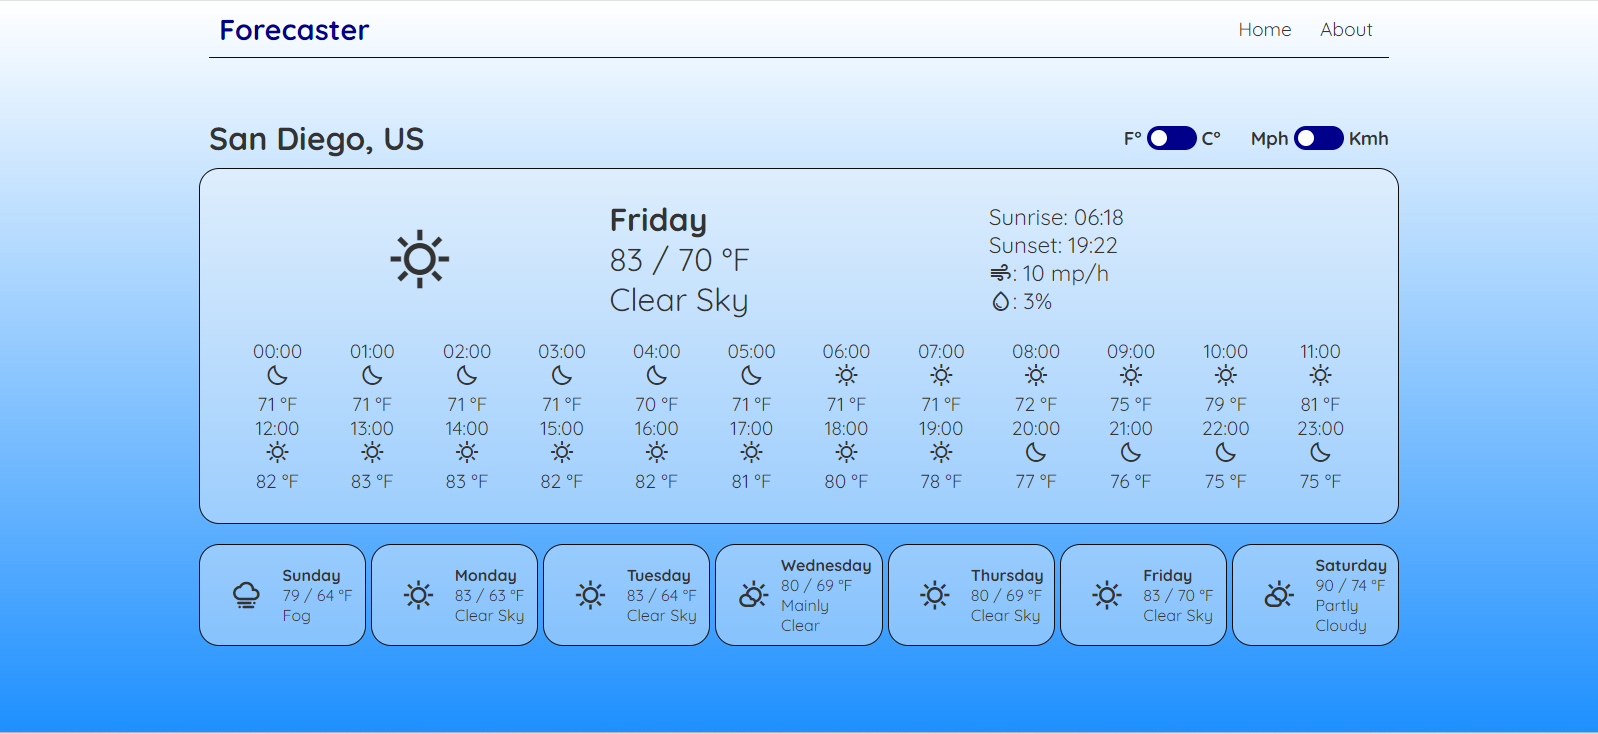 Forecaster
Home About
San Diego, US
F° C° Mph Kmh
Friday
83 / 70 °F
Clear Sky
Sunrise: 06:18
Sunset: 19:22
: 10 mp/h
: 3%
00:00 01:00 02:00 03:00 04:00 05:00 06:00 07:00 08:00 09:00 10:00 11:00
71 °F 71 °F 71 °F 71 °F 70 °F 71 °F 71 °F 71 °F 72 °F 75 °F 79 °F 81 °F
12:00 13:00 14:00 15:00 16:00 17:00 18:00 19:00 20:00 21:00 22:00 23:00
82 °F 83 °F 83 °F 82 °F 82 °F 81 °F 80 °F 78 °F 77 °F 76 °F 75 °F 75 °F
Sunday
79 / 64 °F
Fog
Monday
83 / 63 °F
Clear Sky
Tuesday
83 / 64 °F
Clear Sky
Wednesday
80 / 69 °F
Mainly
Clear
Thursday
80 / 69 °F
Clear Sky
Friday
83 / 70 °F
Clear Sky
Saturday
90 / 74 °F
Partly
Cloudy